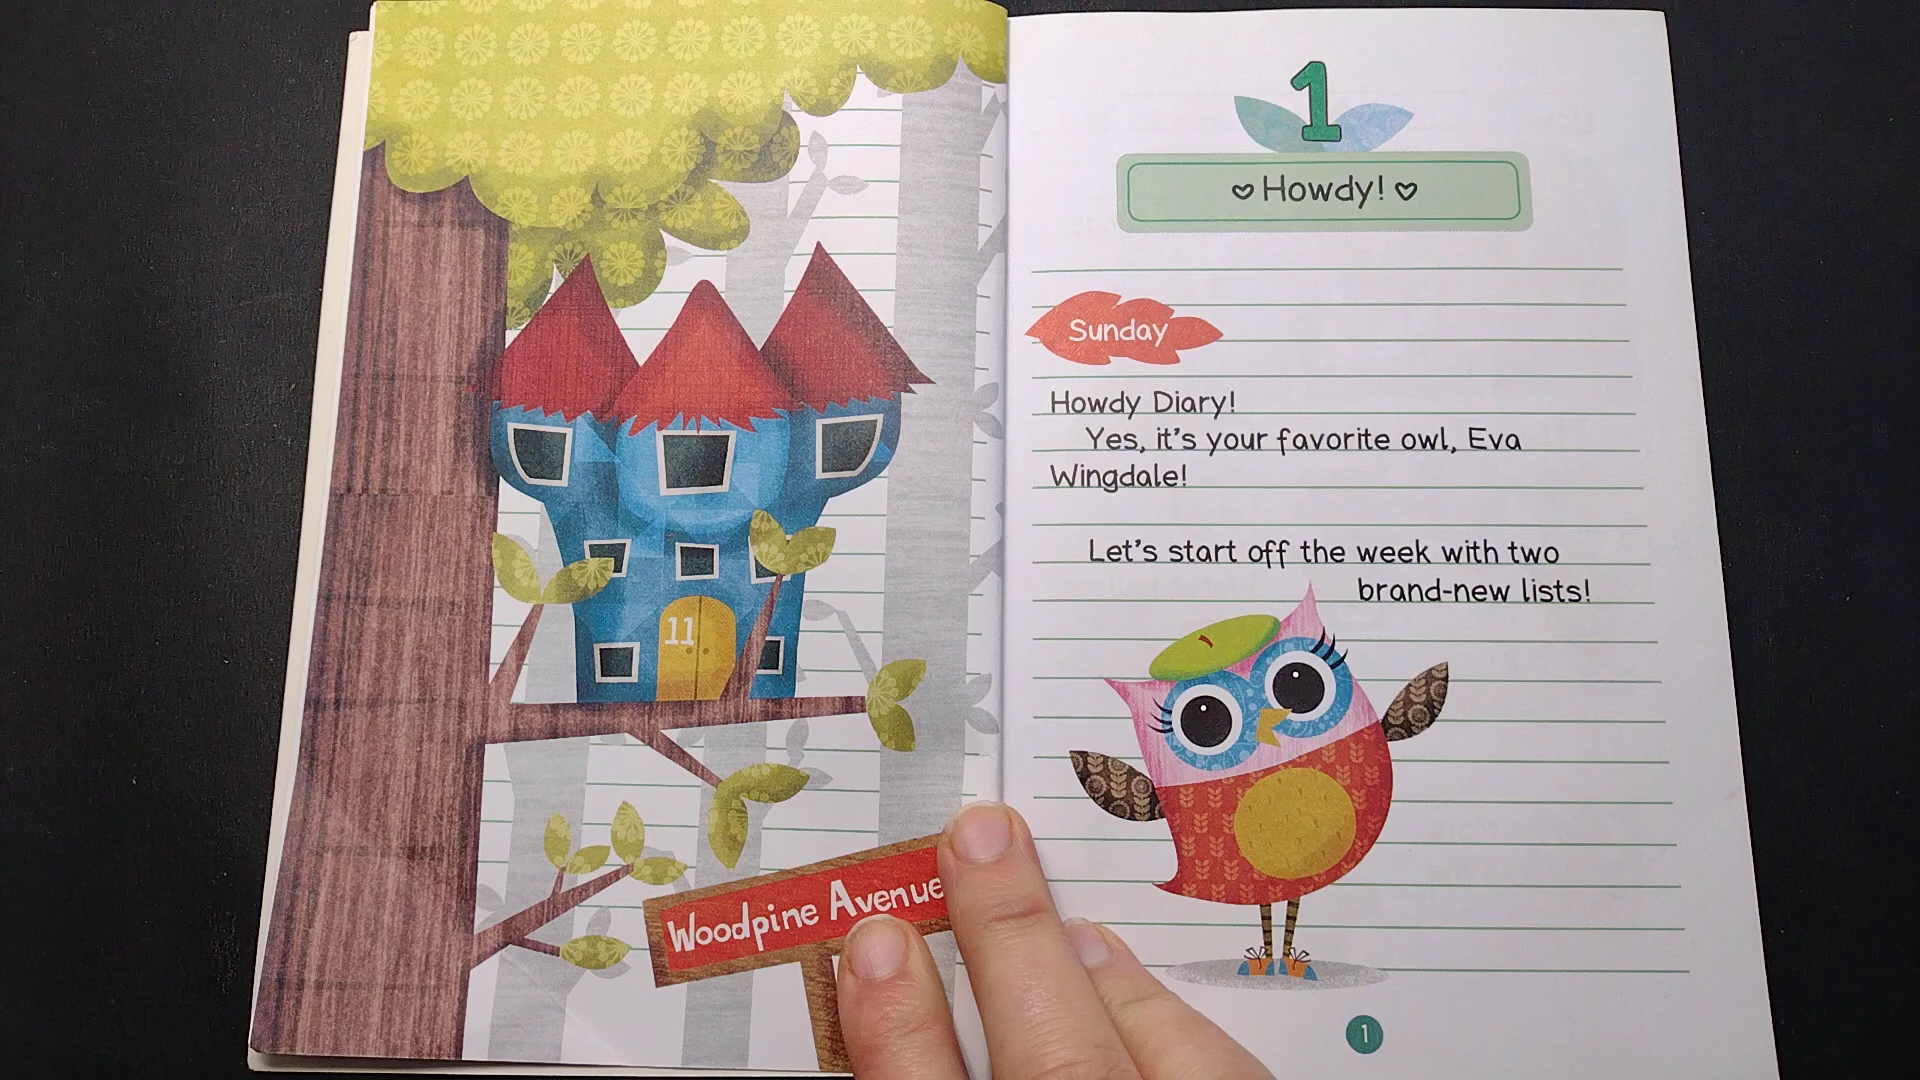 11
Woodpine Avenue
1
Howdy!
Sunday
Howdy Diary!
Yes, it's your favorite owl, Eva
Wingdale!
Let's start off the week with two
brand-new lists!
1